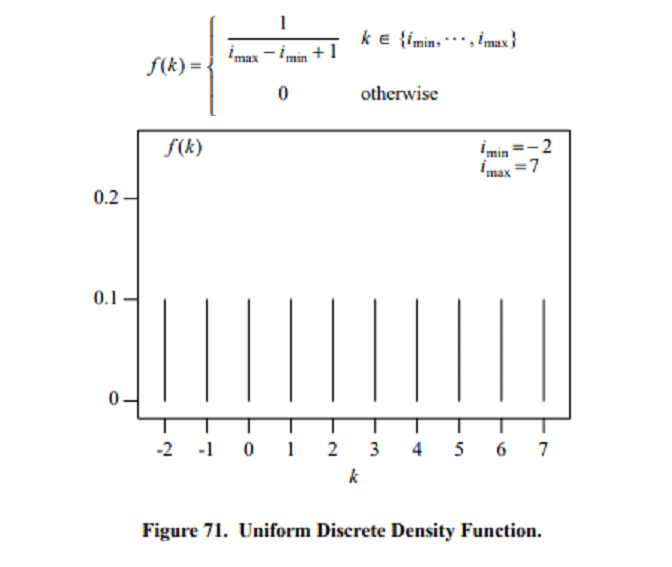 f(k) = { 1 / (i_max − i_min + 1)   k ∈ {i_min, ⋯, i_max}
0   otherwise
f(k)   i_min = −2
i_max = 7
0.2
0.1
0
-2 -1 0 1 2 3 4 5 6 7
k
Figure 71. Uniform Discrete Density Function.